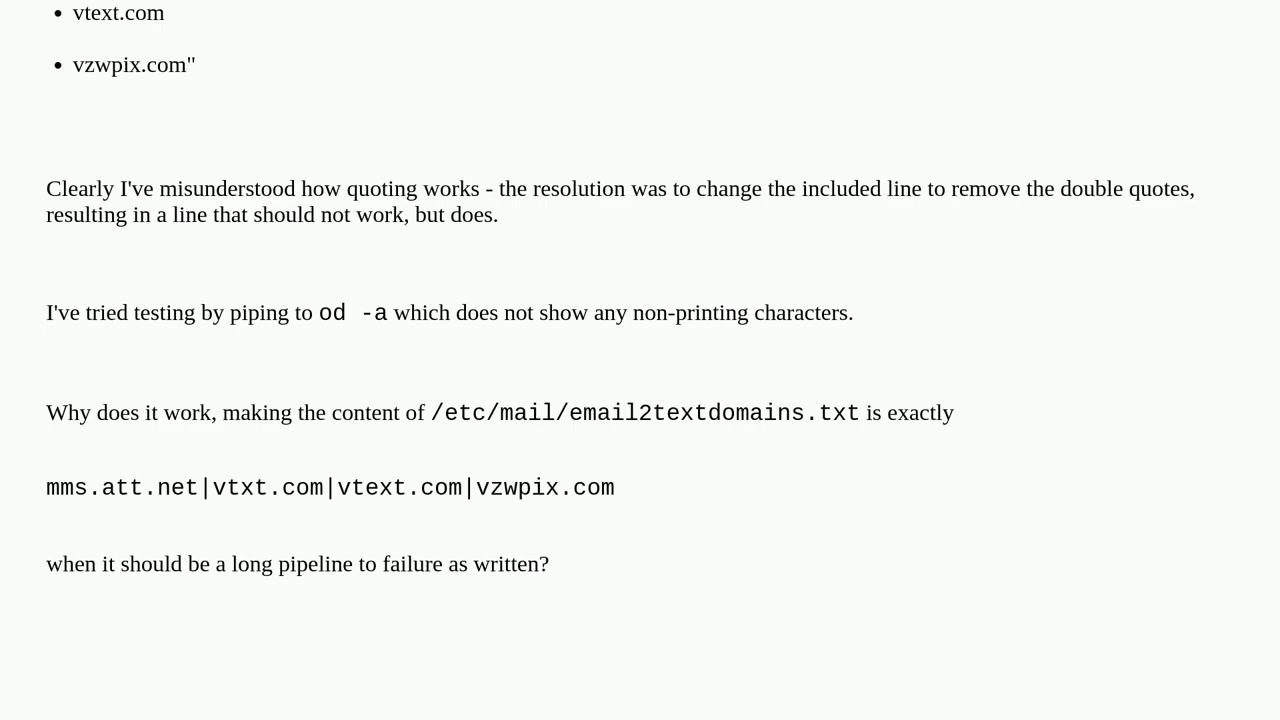 • vtext.com
• vzwpix.com"
Clearly I've misunderstood how quoting works - the resolution was to change the included line to remove the double quotes,
resulting in a line that should not work, but does.
I've tried testing by piping to od -a which does not show any non-printing characters.
Why does it work, making the content of /etc/mail/email2textdomains.txt is exactly
mms.att.net|vtxt.com|vtext.com|vzwpix.com
when it should be a long pipeline to failure as written?